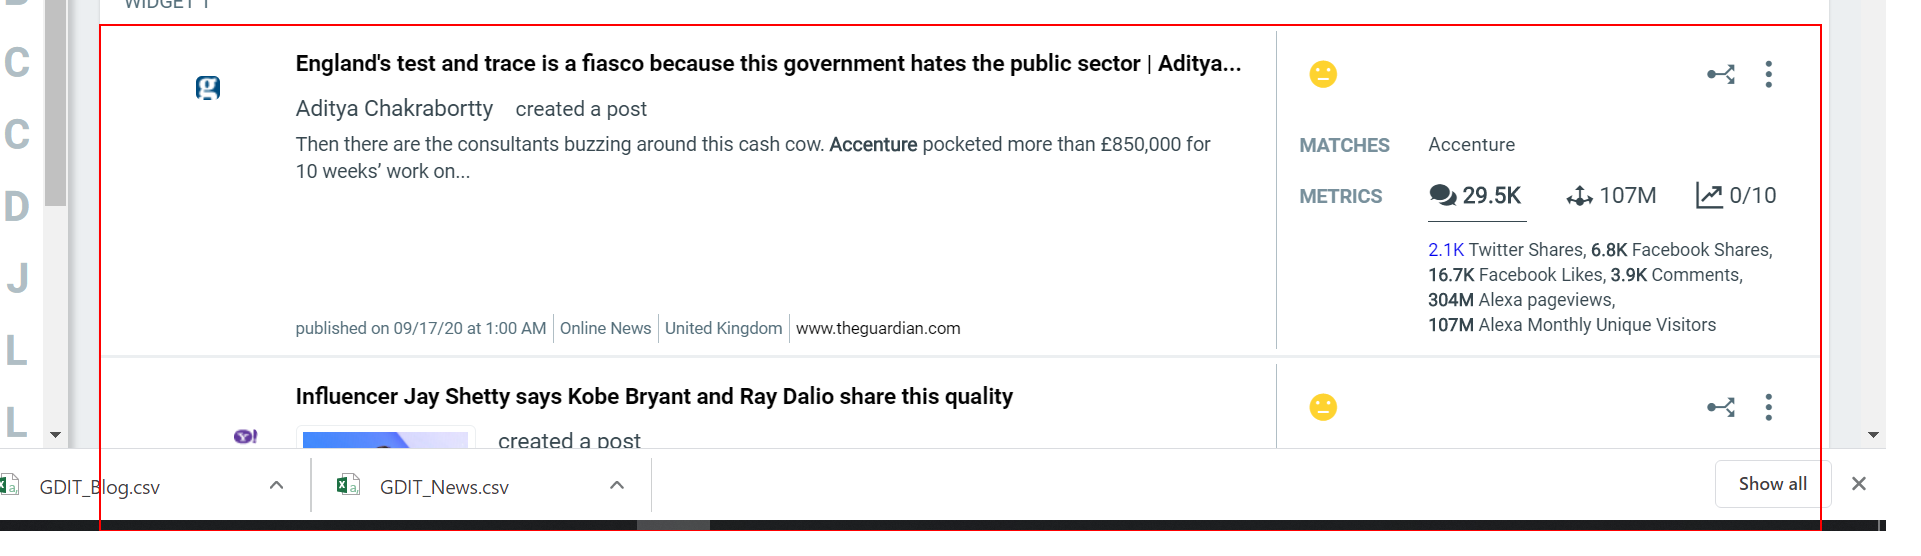 WIDGET 1
C
C
D
J
L
L
g
England's test and trace is a fiasco because this government hates the public sector | Aditya...
Aditya Chakrabortty created a post
Then there are the consultants buzzing around this cash cow. Accenture pocketed more than £850,000 for
10 weeks’ work on...
published on 09/17/20 at 1:00 AM | Online News | United Kingdom | www.theguardian.com
MATCHES Accenture
METRICS 29.5K 107M 0/10
2.1K Twitter Shares, 6.8K Facebook Shares,
16.7K Facebook Likes, 3.9K Comments,
304M Alexa pageviews,
107M Alexa Monthly Unique Visitors
Influencer Jay Shetty says Kobe Bryant and Ray Dalio share this quality
Y!
created a post
GDIT_Blog.csv
GDIT_News.csv
Show all